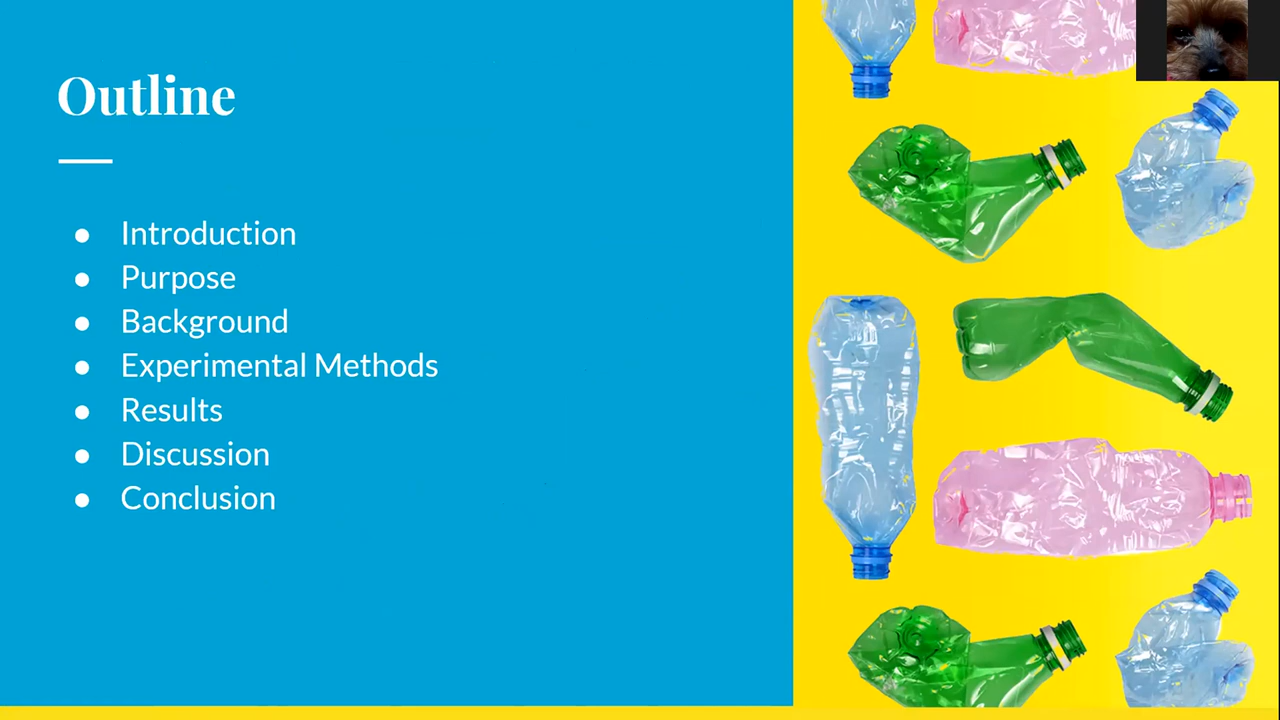 Outline
● Introduction
● Purpose
● Background
● Experimental Methods
● Results
● Discussion
● Conclusion